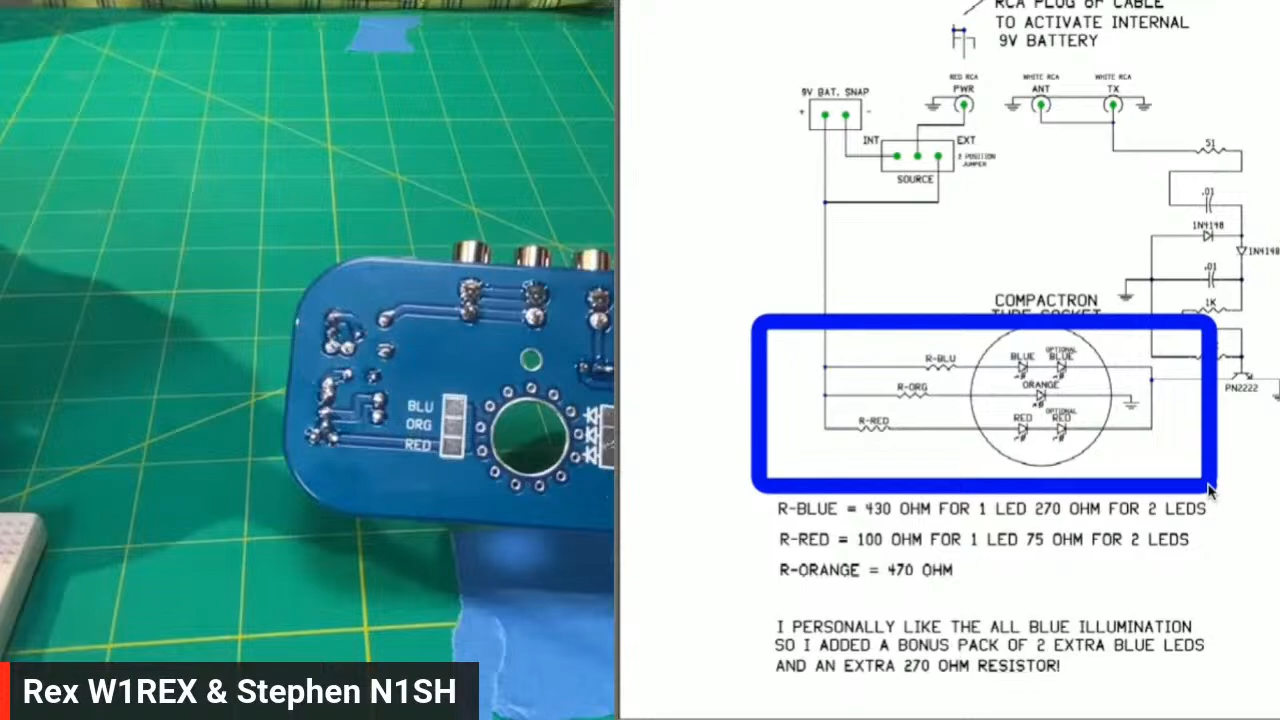 RCA PLUG OF CABLE
TO ACTIVATE INTERNAL
9V BATTERY
RED RCA
WHITE RCA
WHITE RCA
9V BAT. SNAP
PWR
ANT
TX
+
-
INT
EXT
2 POSITION
JUMPER
SOURCE
51
.01
1N4148
1N4148
.01
COMPACTRON
TUBE SOCKET
1K
R-BLU
BLUE
OPTIONAL
BLUE
R-ORG
ORANGE
PN2222
R-RED
RED
OPTIONAL
RED
BLU
ORG
RED
R-BLUE = 430 OHM FOR 1 LED 270 OHM FOR 2 LEDS
R-RED = 100 OHM FOR 1 LED 75 OHM FOR 2 LEDS
R-ORANGE = 470 OHM
I PERSONALLY LIKE THE ALL BLUE ILLUMINATION
SO I ADDED A BONUS PACK OF 2 EXTRA BLUE LEDS
AND AN EXTRA 270 OHM RESISTOR!
Rex W1REX & Stephen N1SH